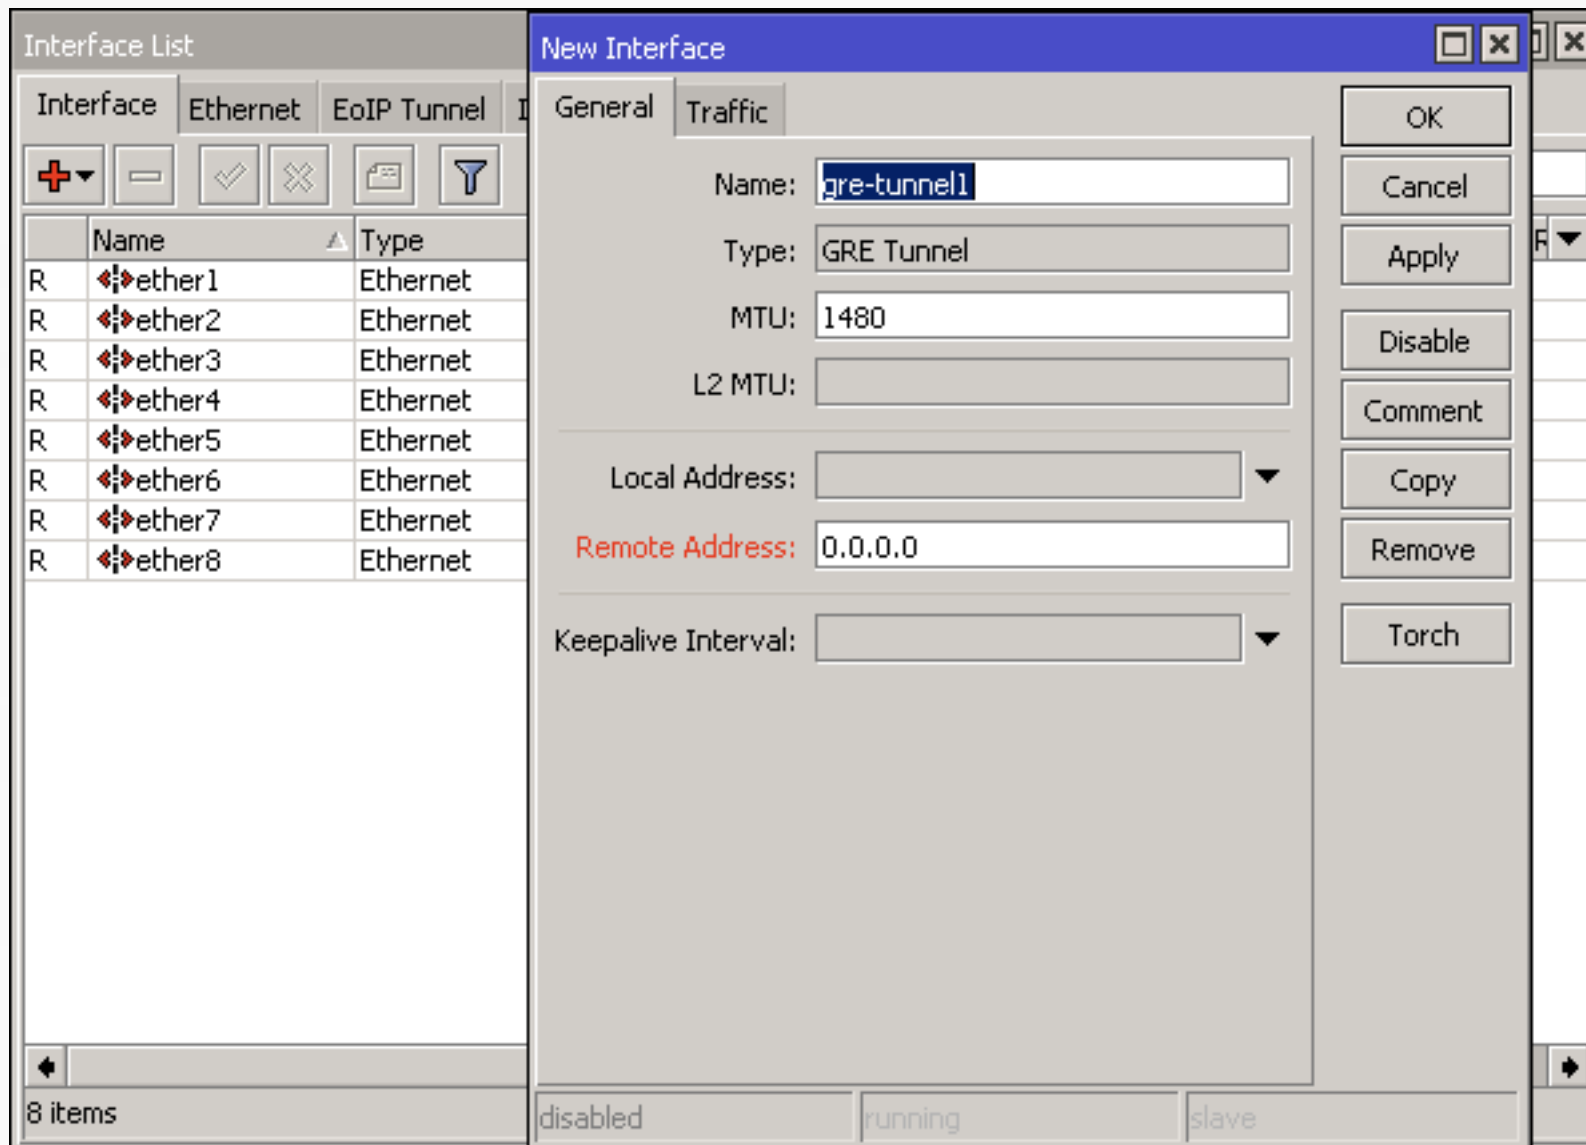 Interface List
Interface Ethernet EoIP Tunnel
Name Type
R ether1 Ethernet
R ether2 Ethernet
R ether3 Ethernet
R ether4 Ethernet
R ether5 Ethernet
R ether6 Ethernet
R ether7 Ethernet
R ether8 Ethernet
8 items
New Interface
General Traffic
Name: gre-tunnel1
Type: GRE Tunnel
MTU: 1480
L2 MTU:
Local Address:
Remote Address: 0.0.0.0
Keepalive Interval:
OK
Cancel
Apply
Disable
Comment
Copy
Remove
Torch
disabled running slave